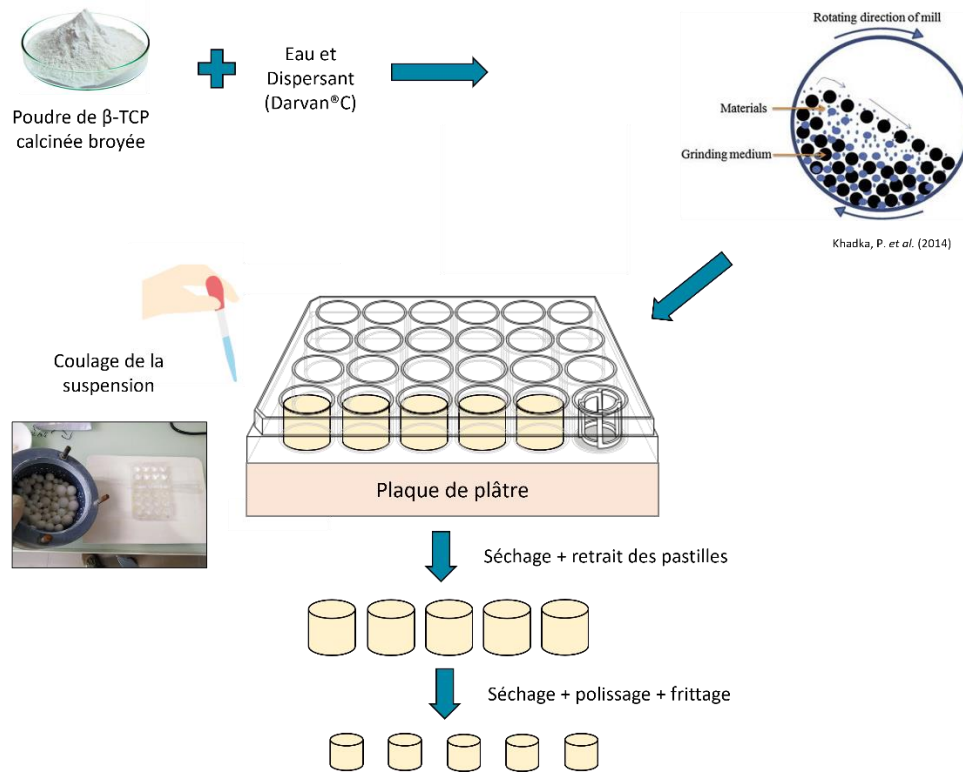 Rotating direction of mill
Eau et
Dispersant
(Darvan®C)
Poudre de β-TCP
calcinée broyée
Materials
Grinding medium
Khadka, P. et al. (2014)
Coulage de la
suspension
Plaque de plâtre
Séchage + retrait des pastilles
Séchage + polissage + frittage